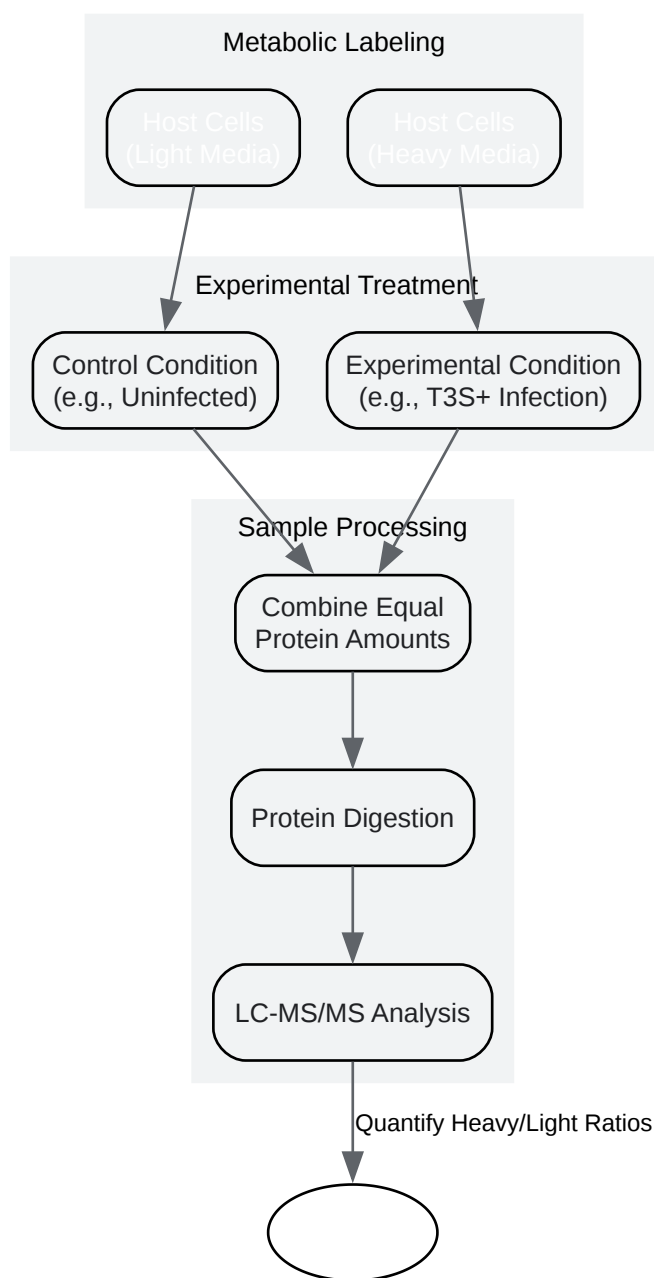 Metabolic Labeling
Host Cells
(Light Media)
Host Cells
(Heavy Media)
Experimental Treatment
Control Condition
(e.g., Uninfected)
Experimental Condition
(e.g., T3S+ Infection)
Sample Processing
Combine Equal
Protein Amounts
Protein Digestion
LC-MS/MS Analysis
Quantify Heavy/Light Ratios